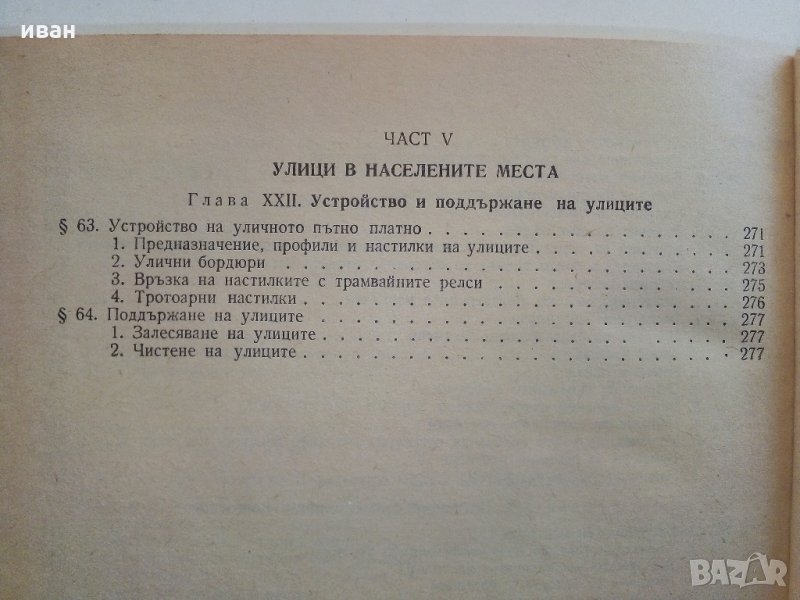 иван
ЧАСТ V
УЛИЦИ В НАСЕЛЕНИТЕ МЕСТА
Глава XXII. Устройство и поддържане на улиците
§ 63. Устройство на уличното пътно платно . . . . . . . . . . . . . . . . 271
1. Предназначение, профили и настилки на улиците . . . . . . . . . . 271
2. Улични бордюри . . . . . . . . . . . . . . . . . . . . . . . 273
3. Връзка на настилките с трамвайните релси . . . . . . . . . . . . . 275
4. Тротоарни настилки . . . . . . . . . . . . . . . . . . . . . . 276
§ 64. Поддържане на улиците . . . . . . . . . . . . . . . . . . . . . . 277
1. Залесяване на улиците . . . . . . . . . . . . . . . . . . . . . 277
2. Чистене на улиците . . . . . . . . . . . . . . . . . . . . . . 277
BAZAR